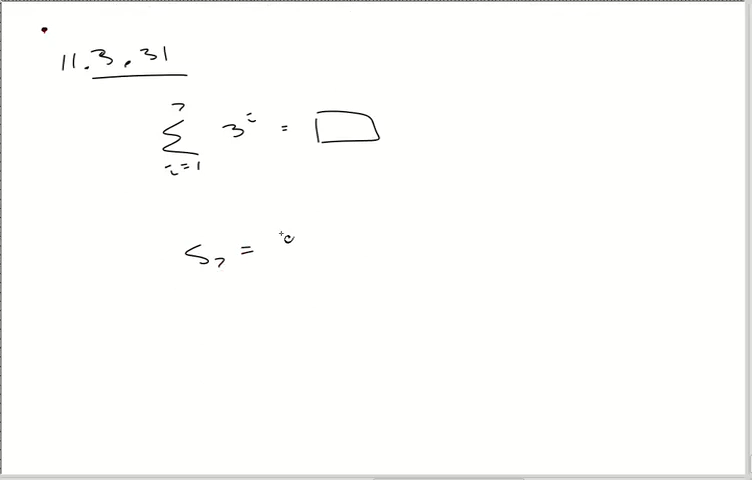 11.3.31
7
∑ 3^i = 
i=1
S₇ =